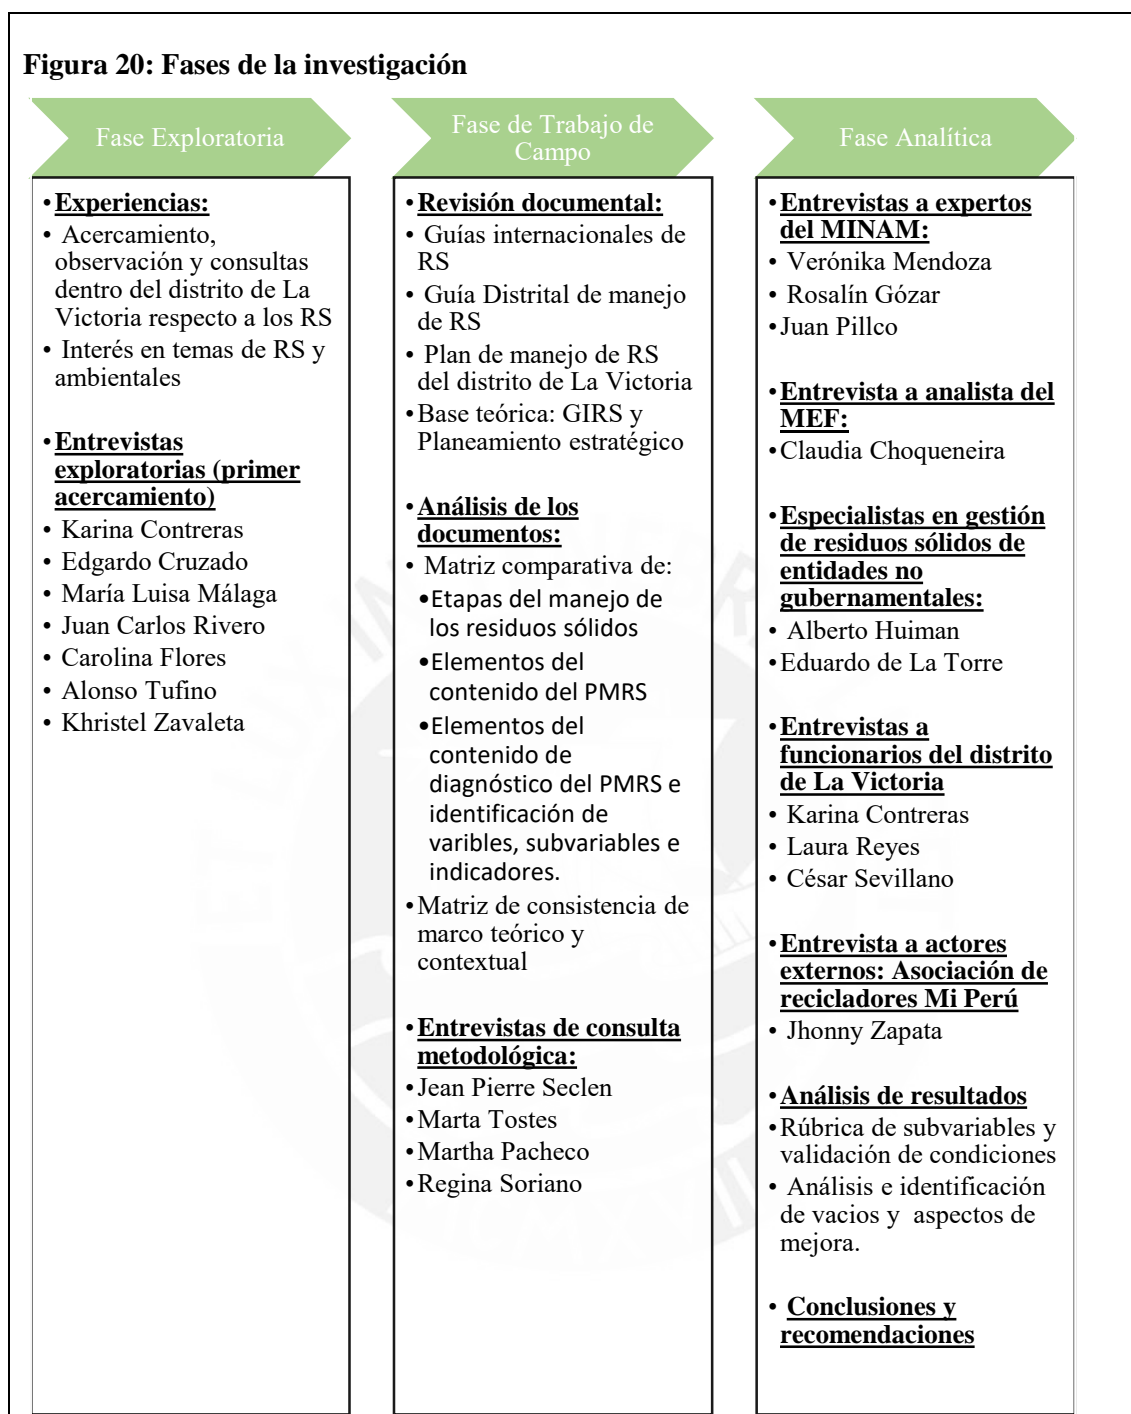 Figura 20: Fases de la investigación
Fase Exploratoria
•Experiencias:
• Acercamiento,
observación y consultas
dentro del distrito de La
Victoria respecto a los RS
• Interés en temas de RS y
ambientales
•Entrevistas
exploratorias (primer
acercamiento)
• Karina Contreras
• Edgardo Cruzado
• María Luisa Málaga
• Juan Carlos Rivero
• Carolina Flores
• Alonso Tufino
• Khristel Zavaleta
Fase de Trabajo de
Campo
•Revisión documental:
• Guías internacionales de
RS
• Guía Distrital de manejo
de RS
• Plan de manejo de RS
del distrito de La Victoria
•Base teórica: GIRS y
Planeamiento estratégico
•Análisis de los
documentos:
• Matriz comparativa de:
•Etapas del manejo de
los residuos sólidos
•Elementos del
contenido del PMRS
•Elementos del
contenido de
diagnóstico del PMRS e
identificación de
varibles, subvariables e
indicadores.
•Matriz de consistencia de
marco teórico y
contextual
•Entrevistas de consulta
metodológica:
•Jean Pierre Seclen
•Marta Tostes
•Martha Pacheco
•Regina Soriano
Fase Analítica
•Entrevistas a expertos
del MINAM:
• Verónika Mendoza
• Rosalín Gózar
•Juan Pillco
•Entrevista a analista del
MEF:
•Claudia Choqueneira
•Especialistas en gestión
de residuos sólidos de
entidades no
gubernamentales:
• Alberto Huiman
•Eduardo de La Torre
•Entrevistas a
funcionarios del distrito
de La Victoria
• Karina Contreras
• Laura Reyes
• César Sevillano
•Entrevista a actores
externos: Asociación de
recicladores Mi Perú
• Jhonny Zapata
•Análisis de resultados
•Rúbrica de subvariables y
validación de condiciones
• Análisis e identificación
de vacios y aspectos de
mejora.
• Conclusiones y
recomendaciones